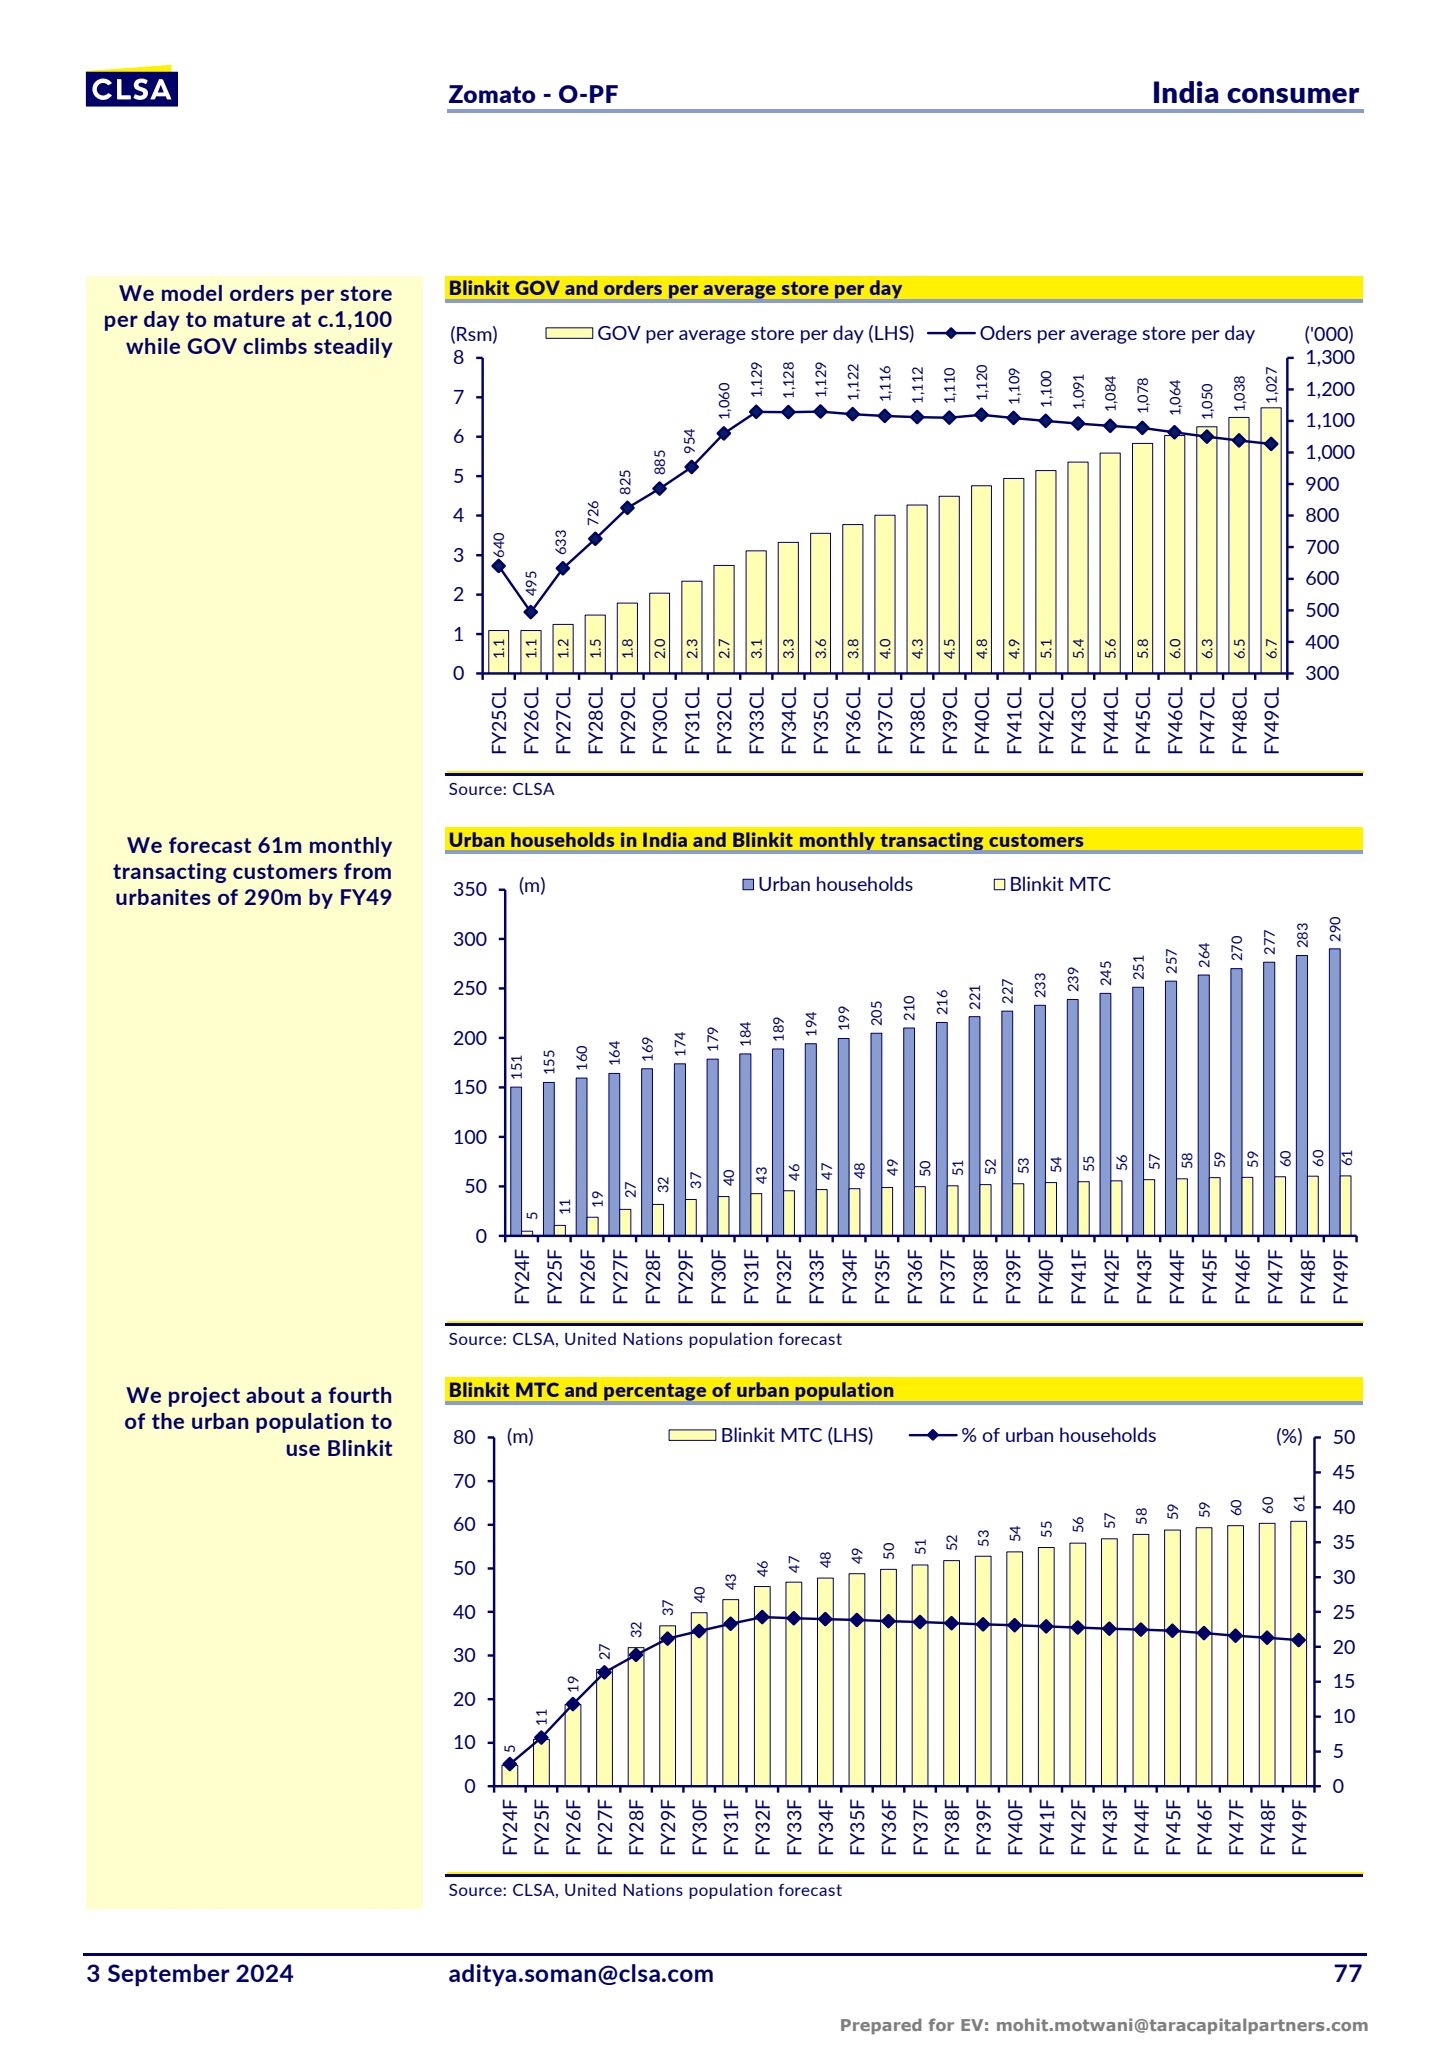 CLSA
Zomato - O-PF
India consumer
We model orders per store
per day to mature at c.1,100
while GOV climbs steadily
Blinkit GOV and orders per average store per day
(Rsm)
GOV per average store per day (LHS)
Oders per average store per day
('000)
8
7
6
5
4
3
2
1
0
1,300
1,200
1,100
1,000
900
800
700
600
500
400
300
640
495
633
726
825
885
954
1,060
1,129
1,128
1,129
1,122
1,116
1,112
1,110
1,120
1,109
1,100
1,091
1,084
1,078
1,064
1,050
1,038
1,027
1.1
1.1
1.2
1.5
1.8
2.0
2.3
2.7
3.1
3.3
3.6
3.8
4.0
4.3
4.5
4.8
4.9
5.1
5.4
5.6
5.8
6.0
6.3
6.5
6.7
FY25CL
FY26CL
FY27CL
FY28CL
FY29CL
FY30CL
FY31CL
FY32CL
FY33CL
FY34CL
FY35CL
FY36CL
FY37CL
FY38CL
FY39CL
FY40CL
FY41CL
FY42CL
FY43CL
FY44CL
FY45CL
FY46CL
FY47CL
FY48CL
FY49CL
Source: CLSA
We forecast 61m monthly
transacting customers from
urbanites of 290m by FY49
Urban households in India and Blinkit monthly transacting customers
(m)
Urban households
Blinkit MTC
350
300
250
200
150
100
50
0
151
155
160
164
169
174
179
184
189
194
199
205
210
216
221
227
233
239
245
251
257
264
270
277
283
290
5
11
19
27
32
37
40
43
46
47
48
49
50
51
52
53
54
55
56
57
58
59
59
60
60
61
FY24F
FY25F
FY26F
FY27F
FY28F
FY29F
FY30F
FY31F
FY32F
FY33F
FY34F
FY35F
FY36F
FY37F
FY38F
FY39F
FY40F
FY41F
FY42F
FY43F
FY44F
FY45F
FY46F
FY47F
FY48F
FY49F
Source: CLSA, United Nations population forecast
We project about a fourth
of the urban population to
use Blinkit
Blinkit MTC and percentage of urban population
(m)
Blinkit MTC (LHS)
% of urban households
(%)
80
70
60
50
40
30
20
10
0
50
45
40
35
30
25
20
15
10
5
0
5
11
19
27
32
37
40
43
46
47
48
49
50
51
52
53
54
55
56
57
58
59
59
60
60
61
FY24F
FY25F
FY26F
FY27F
FY28F
FY29F
FY30F
FY31F
FY32F
FY33F
FY34F
FY35F
FY36F
FY37F
FY38F
FY39F
FY40F
FY41F
FY42F
FY43F
FY44F
FY45F
FY46F
FY47F
FY48F
FY49F
Source: CLSA, United Nations population forecast
3 September 2024
aditya.soman@clsa.com
77
Prepared for EV: mohit.motwani@taracapitalpartners.com